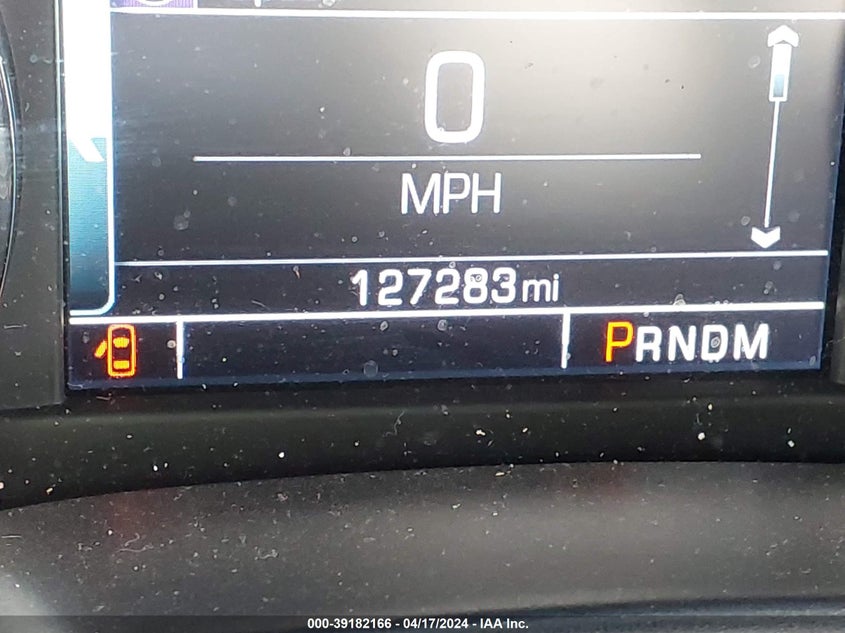 0
MPH
127283mi
PRNDM
000-39182166 - 04/17/2024 - IAA Inc.